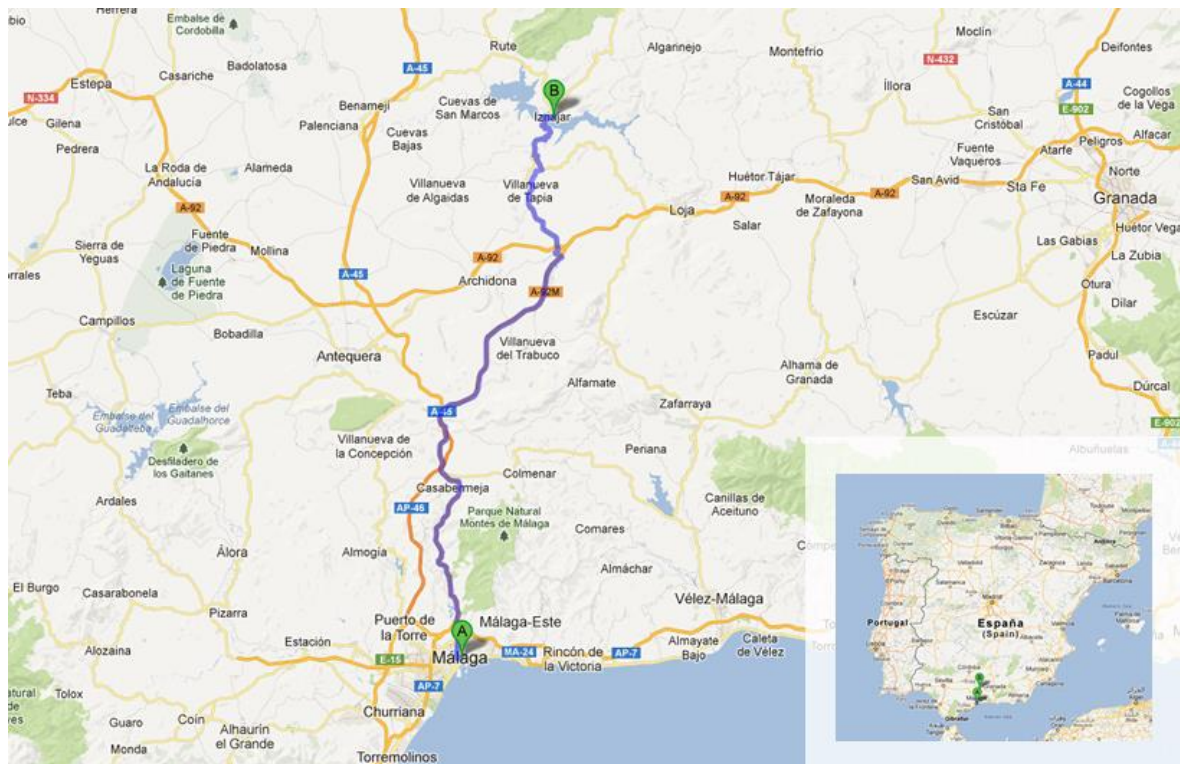 Herrera
Embalse de
Cordobilla
Rute
Algarinejo
Moclín
Montefrio
Deifontes
Badolatosa
A-45
N-432
Casariche
Estepa
Íllora
A-44
Cogollos
de la Vega
Benamejí
Cuevas de
San Marcos
B
Iznájar
N-334
E-902
San
Cristóbal
Gilena
Palenciana
Cuevas
Bajas
Alfacar
Peligros
Atarfe
Pedrera
Fuente
Vaqueros
La Roda de
Andalucía
Alameda
Norte
Huétor Tájar
San Avid
A-92
Sta Fe
Villanueva
de Algaidas
Villanueva
de Tapia
A-92
Moraleda
de Zafayona
Granada
A-92
Loja
Salar
Huétor Vega
Fuente
de Piedra
Mollina
Las Gabias
La Zubia
Sierra de
Yeguas
A-92
A-45
Archidona
Laguna
de Fuente
de Piedra
Otura
A-92M
Dilar
Campillos
Bobadilla
Escúzar
Villanueva
del Trabuco
Antequera
Padul
Alhama de
Granada
Alfarnate
Dúrcal
Teba
Embalse del
Guadalteba
Embalse del
Guadalhorce
Zafarraya
A-45
E-902
Villanueva de
la Concepción
Periana
Albuñuelas
Desfiladero de
los Gaitanes
Colmenar
Casabermeja
Ardales
Canillas de
Aceituno
AP-46
Parque Natural
Montes de Málaga
Comares
Álora
Almogía
Almáchar
El Burgo
Casarabonela
Vélez-Málaga
Pizarra
Puerto de
la Torre
Málaga-Este
A
Estación
Almayate
Bajo
Caleta
de Vélez
Alozaina
E-15
Málaga
MA-24
Rincón de
la Victoria
AP-7
AP-7
Tolox
Churriana
Coin
Guaro
Alhaurín
el Grande
Monda
Torremolinos
Portugal
España
(Spain)
Madrid